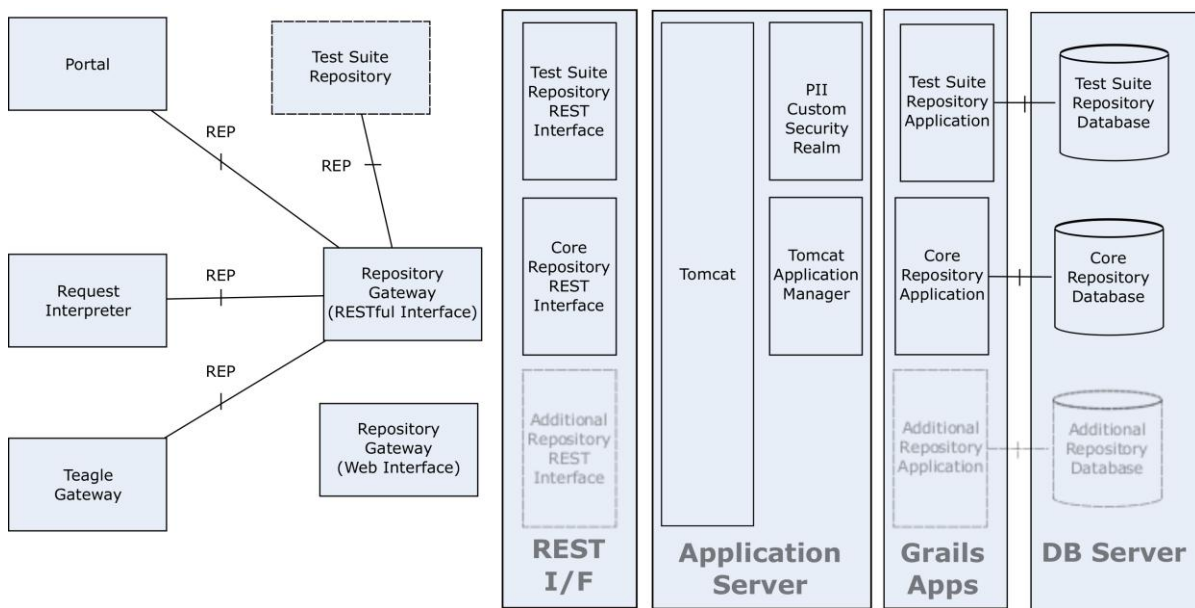 Portal
Test Suite
Repository
REP
REP
Request
Interpreter
REP
Repository
Gateway
(RESTful Interface)
REP
Teagle
Gateway
Repository
Gateway
(Web Interface)
Test Suite
Repository
REST
Interface
Core
Repository
REST
Interface
Additional
Repository
REST
Interface
REST
I/F
Tomcat
PII
Custom
Security
Realm
Tomcat
Application
Manager
Application
Server
Test Suite
Repository
Application
Core
Repository
Application
Additional
Repository
Application
Grails
Apps
Test Suite
Repository
Database
Core
Repository
Database
Additional
Repository
Database
DB Server